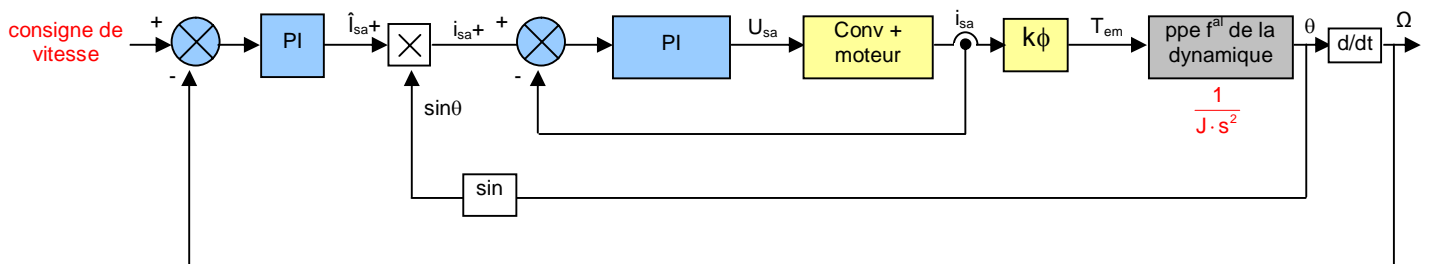 consigne de
vitesse
+
-
PI
Îsa+
×
sinθ
isa+
+
-
PI
Usa
Conv +
moteur
isa
kϕ
Tem
ppe fal de la
dynamique
1
J · s²
θ
d/dt
Ω
sin